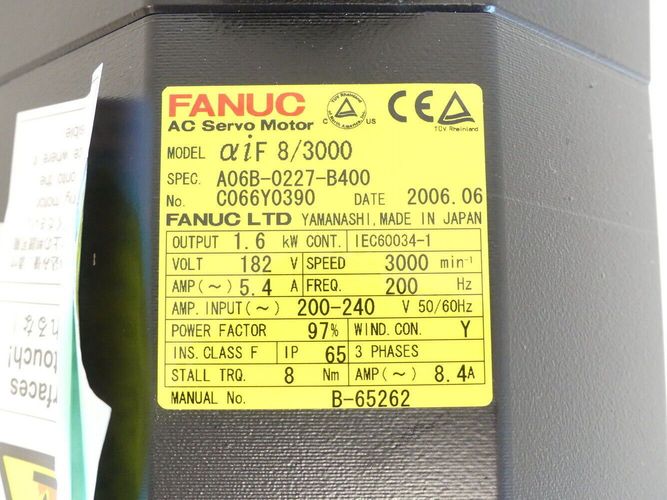 FANUC
AC Servo Motor
TÜV Rheinland
C US
CE
TÜV Rheinland
MODEL αiF 8/3000
SPEC. A06B-0227-B400
No. C066Y0390 DATE 2006.06
FANUC LTD YAMANASHI, MADE IN JAPAN
OUTPUT 1.6 kW CONT. IEC60034-1
VOLT 182 V SPEED 3000 min⁻¹
AMP(～) 5.4 A FREQ. 200 Hz
AMP. INPUT(～) 200-240 V 50/60Hz
POWER FACTOR 97% WIND. CON. Y
INS. CLASS F IP 65 3 PHASES
STALL TRQ. 8 Nm AMP(～) 8.4A
MANUAL No. B-65262
rfaces
touch!